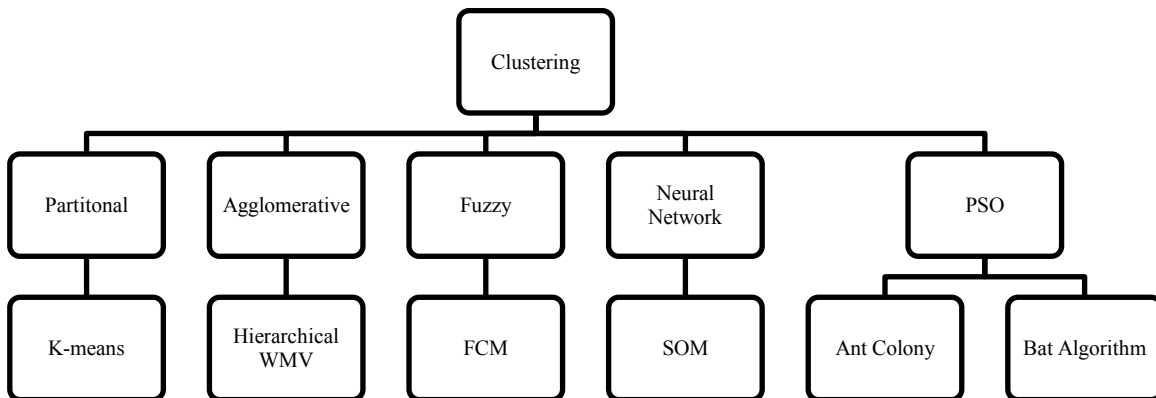 Clustering
Partitonal
Agglomerative
Fuzzy
Neural
Network
PSO
K-means
Hierarchical
WMV
FCM
SOM
Ant Colony
Bat Algorithm